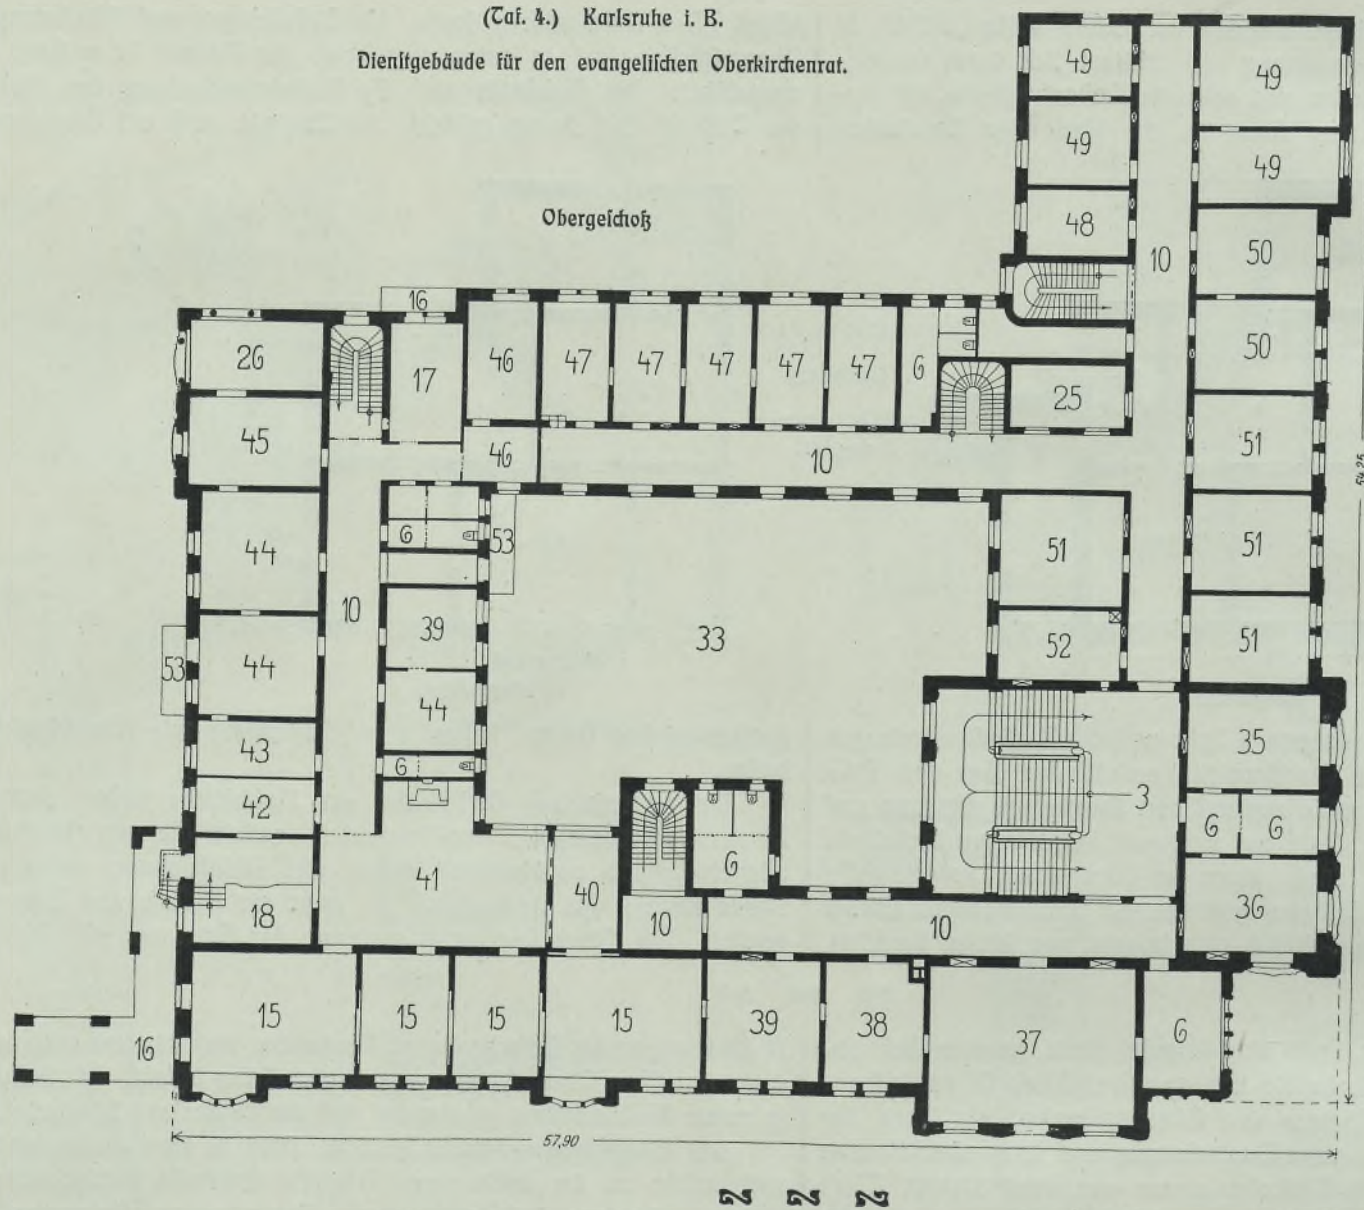 (Taf. 4.) Karlsruhe i. B.
Dienſtgebäude für den evangeliſchen Oberkirchenrat.
Obergeſchoß
49 49
49 49
48 50
10
16 50
26 17 46 47 47 47 47 47 6 25
45 46 10 51
54,25
44 6 53 51 51
10 39 33 52 51
53 44 44 35
43 6 3 6 6
42 41 40 6 36
18 10 10
16 15 15 15 15 39 38 37 6
57,90